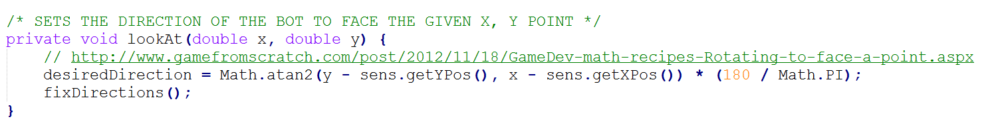 /* SETS THE DIRECTION OF THE BOT TO FACE THE GIVEN X, Y POINT */
private void lookAt(double x, double y) {
    // http://www.gamefromscratch.com/post/2012/11/18/GameDev-math-recipes-Rotating-to-face-a-point.aspx
    desiredDirection = Math.atan2(y - sens.getYPos(), x - sens.getXPos()) * (180 / Math.PI);
    fixDirections();
}